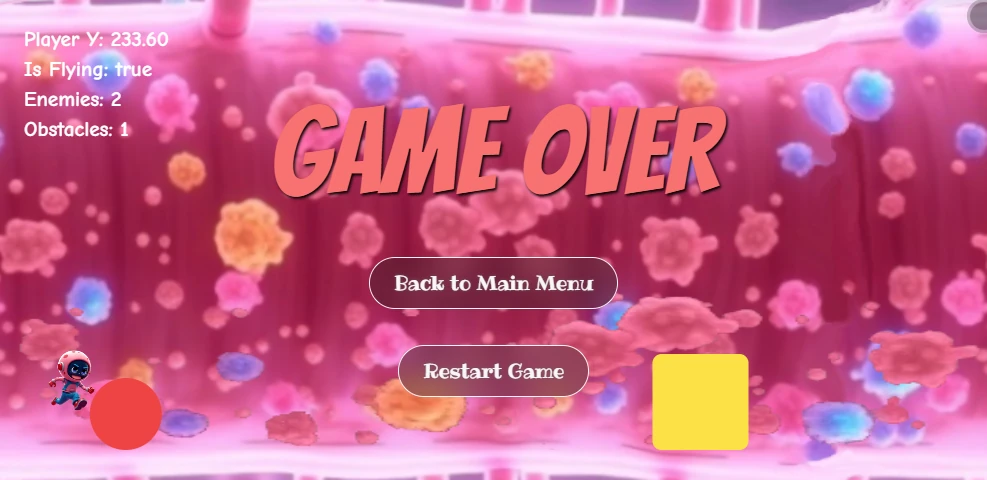 Player Y: 233.60
Is Flying: true
Enemies: 2
Obstacles: 1
GAME OVER
Back to Main Menu
Restart Game